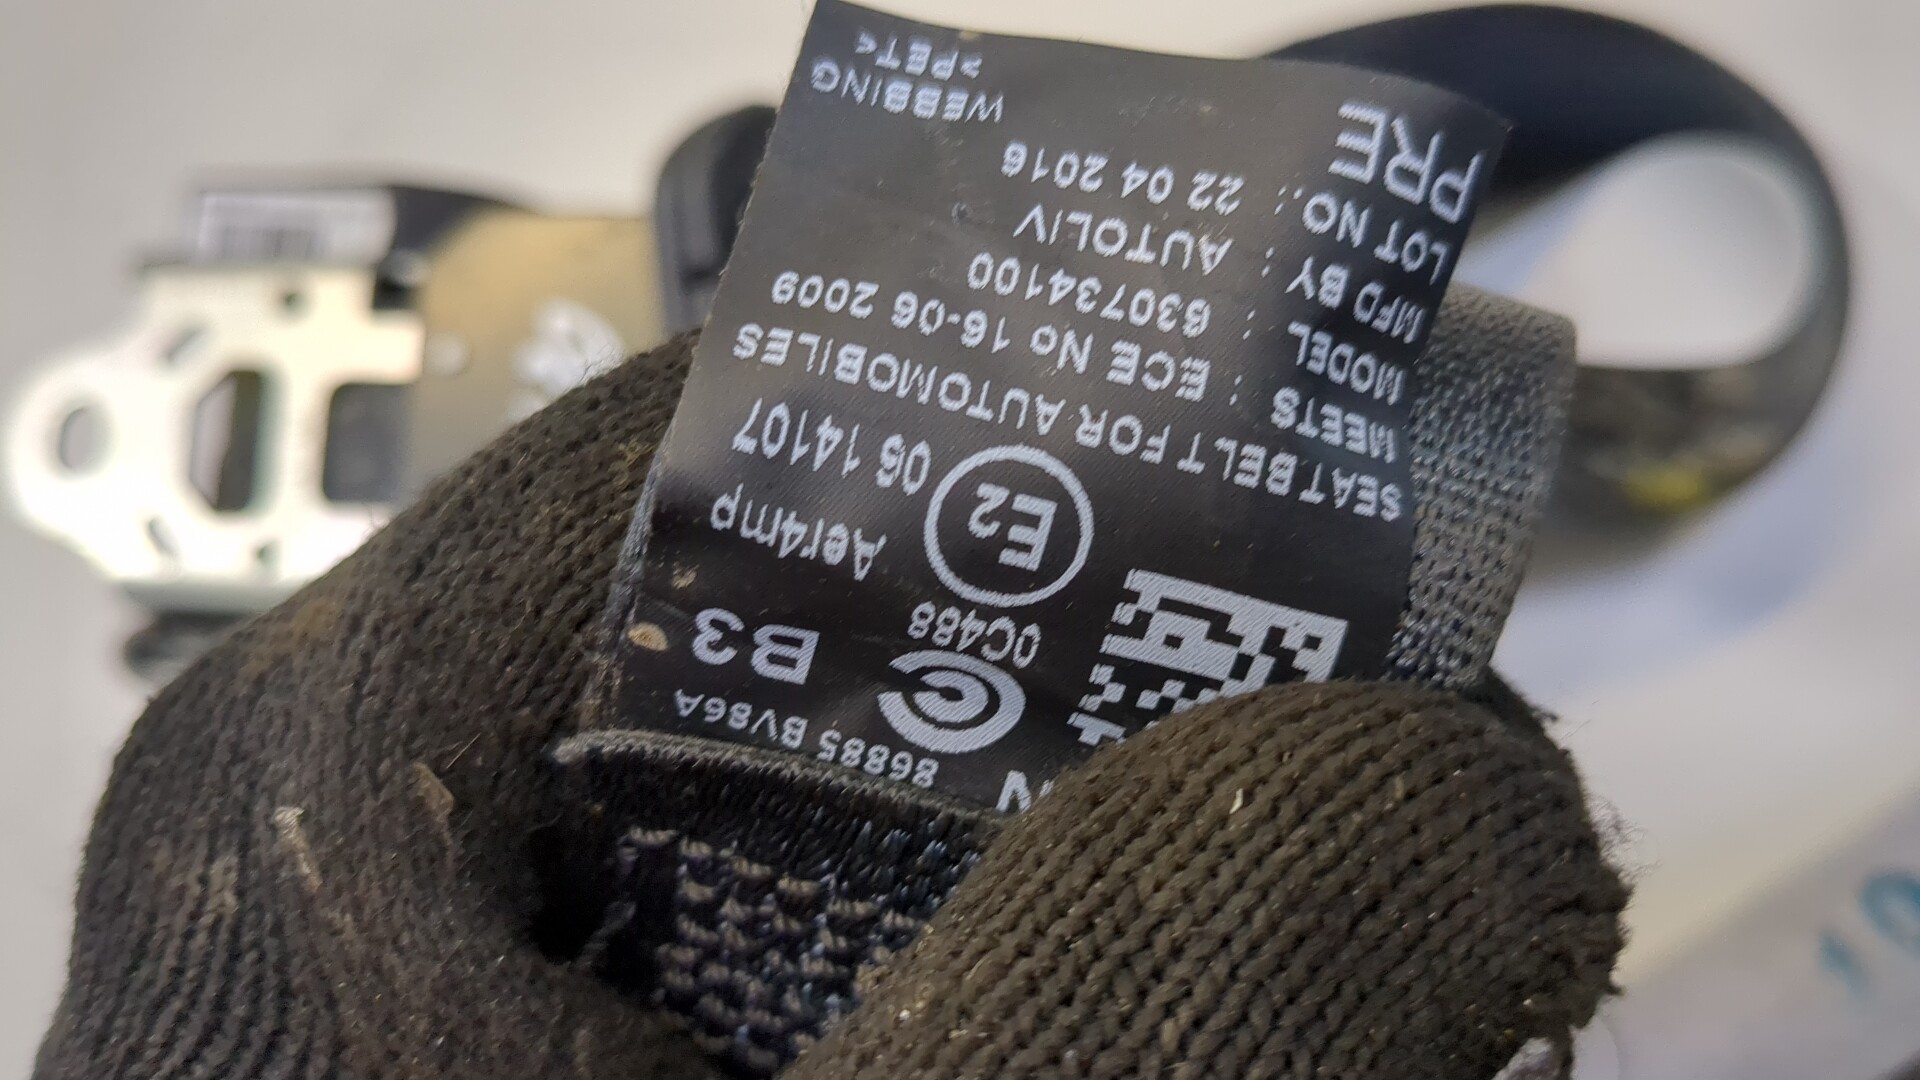 86885 BV86A
B3
0C488
Aer4mp
E2 06 14107
SEAT BELT FOR AUTOMOBILES
MEETS : ECE No 16-06 2009
MODEL : 630734100
MFD BY : AUTOLIV
LOT NO.: 22 04 2016
PRE WEBBING
>PET<